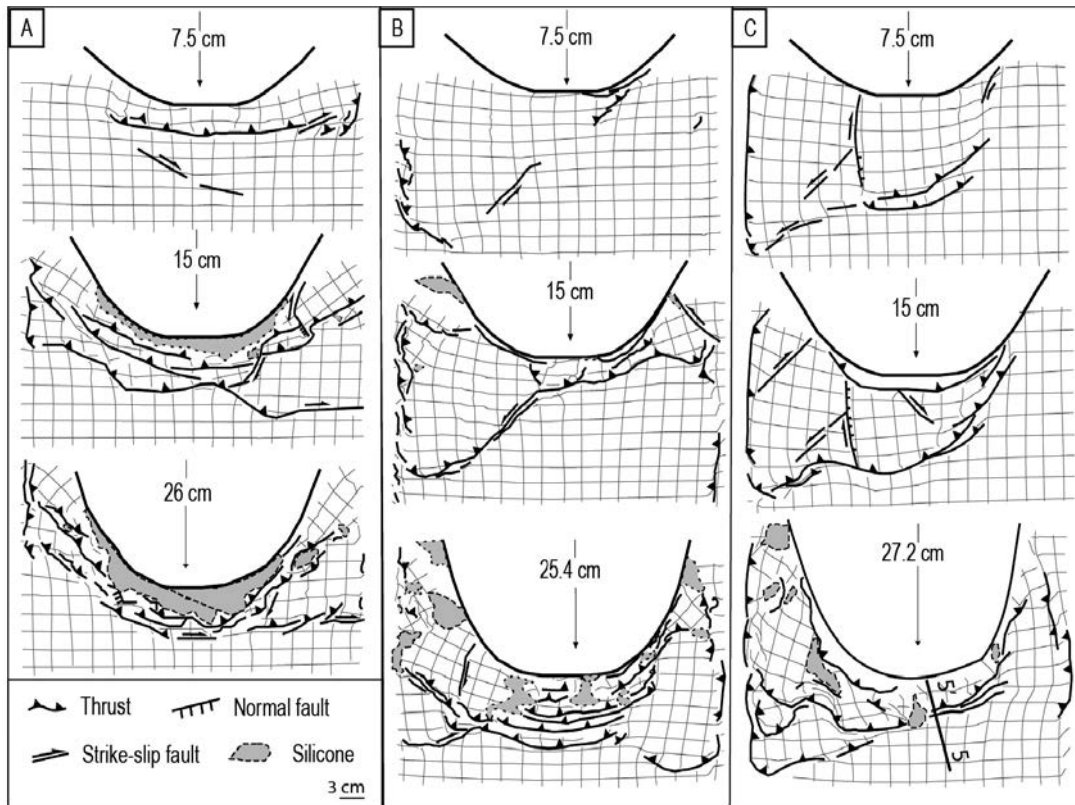 A
7.5 cm
15 cm
26 cm
B
7.5 cm
15 cm
25.4 cm
C
7.5 cm
15 cm
27.2 cm
5'
5
Thrust
Normal fault
Strike-slip fault
Silicone
3 cm